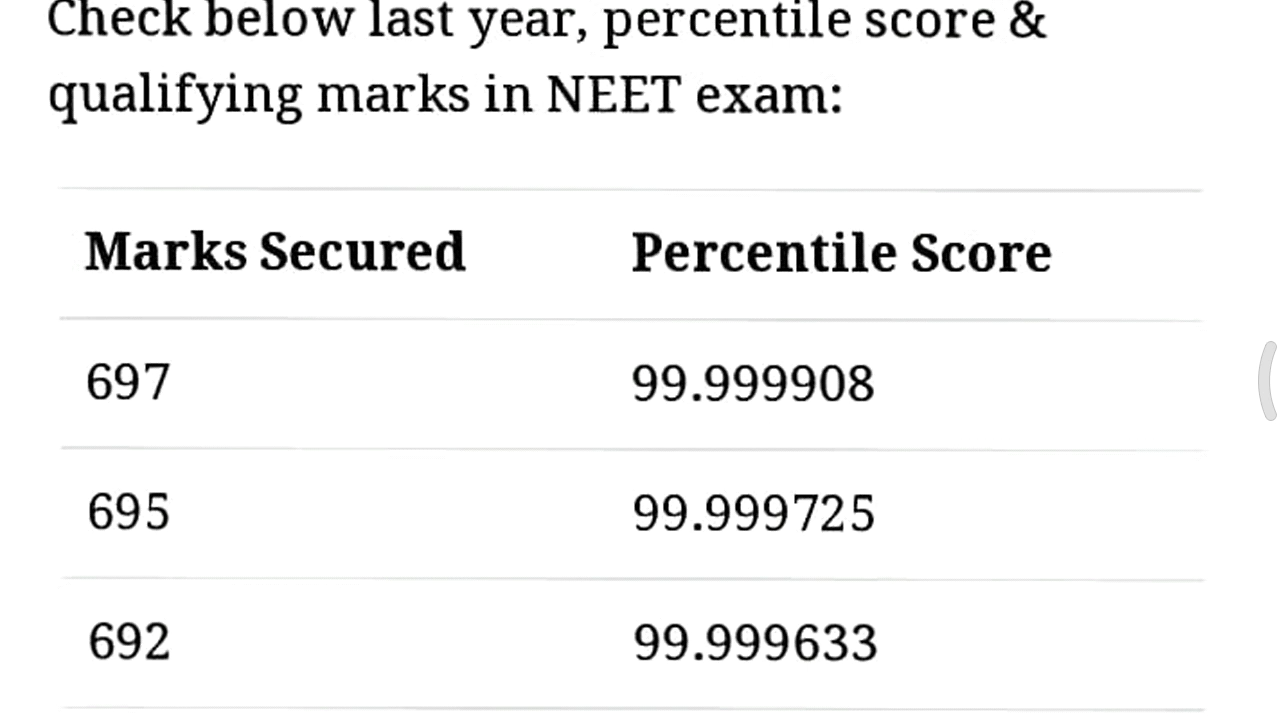 Check below last year, percentile score &
qualifying marks in NEET exam:
Marks Secured Percentile Score
697 99.999908
695 99.999725
692 99.999633